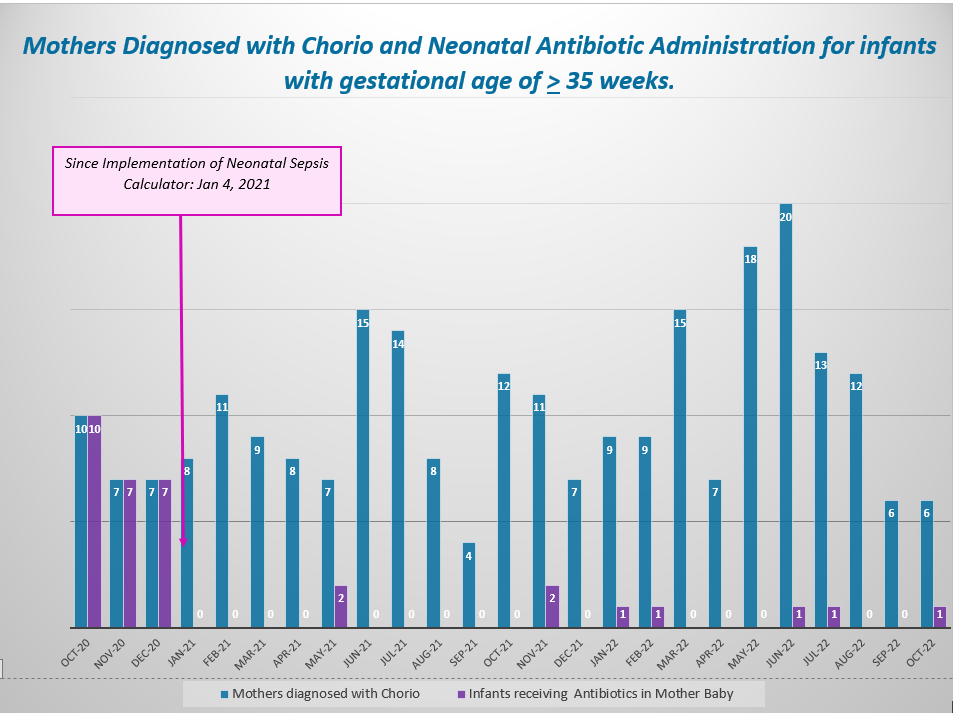 Mothers Diagnosed with Chorio and Neonatal Antibiotic Administration for infants
with gestational age of > 35 weeks.
Since Implementation of Neonatal Sepsis
Calculator: Jan 4, 2021
10 10 7 7 7 7 8 0 11 0 9 0 8 0 7 2 15 0 14 0 8 0 4 0 12 0 11 2 7 0 9 1 9 1 15 0 7 0 18 0 20 1 13 1 12 0 6 0 6 1
OCT-20 NOV-20 DEC-20 JAN-21 FEB-21 MAR-21 APR-21 MAY-21 JUN-21 JUL-21 AUG-21 SEP-21 OCT-21 NOV-21 DEC-21 JAN-22 FEB-22 MAR-22 APR-22 MAY-22 JUN-22 JUL-22 AUG-22 SEP-22 OCT-22
Mothers diagnosed with Chorio Infants receiving Antibiotics in Mother Baby